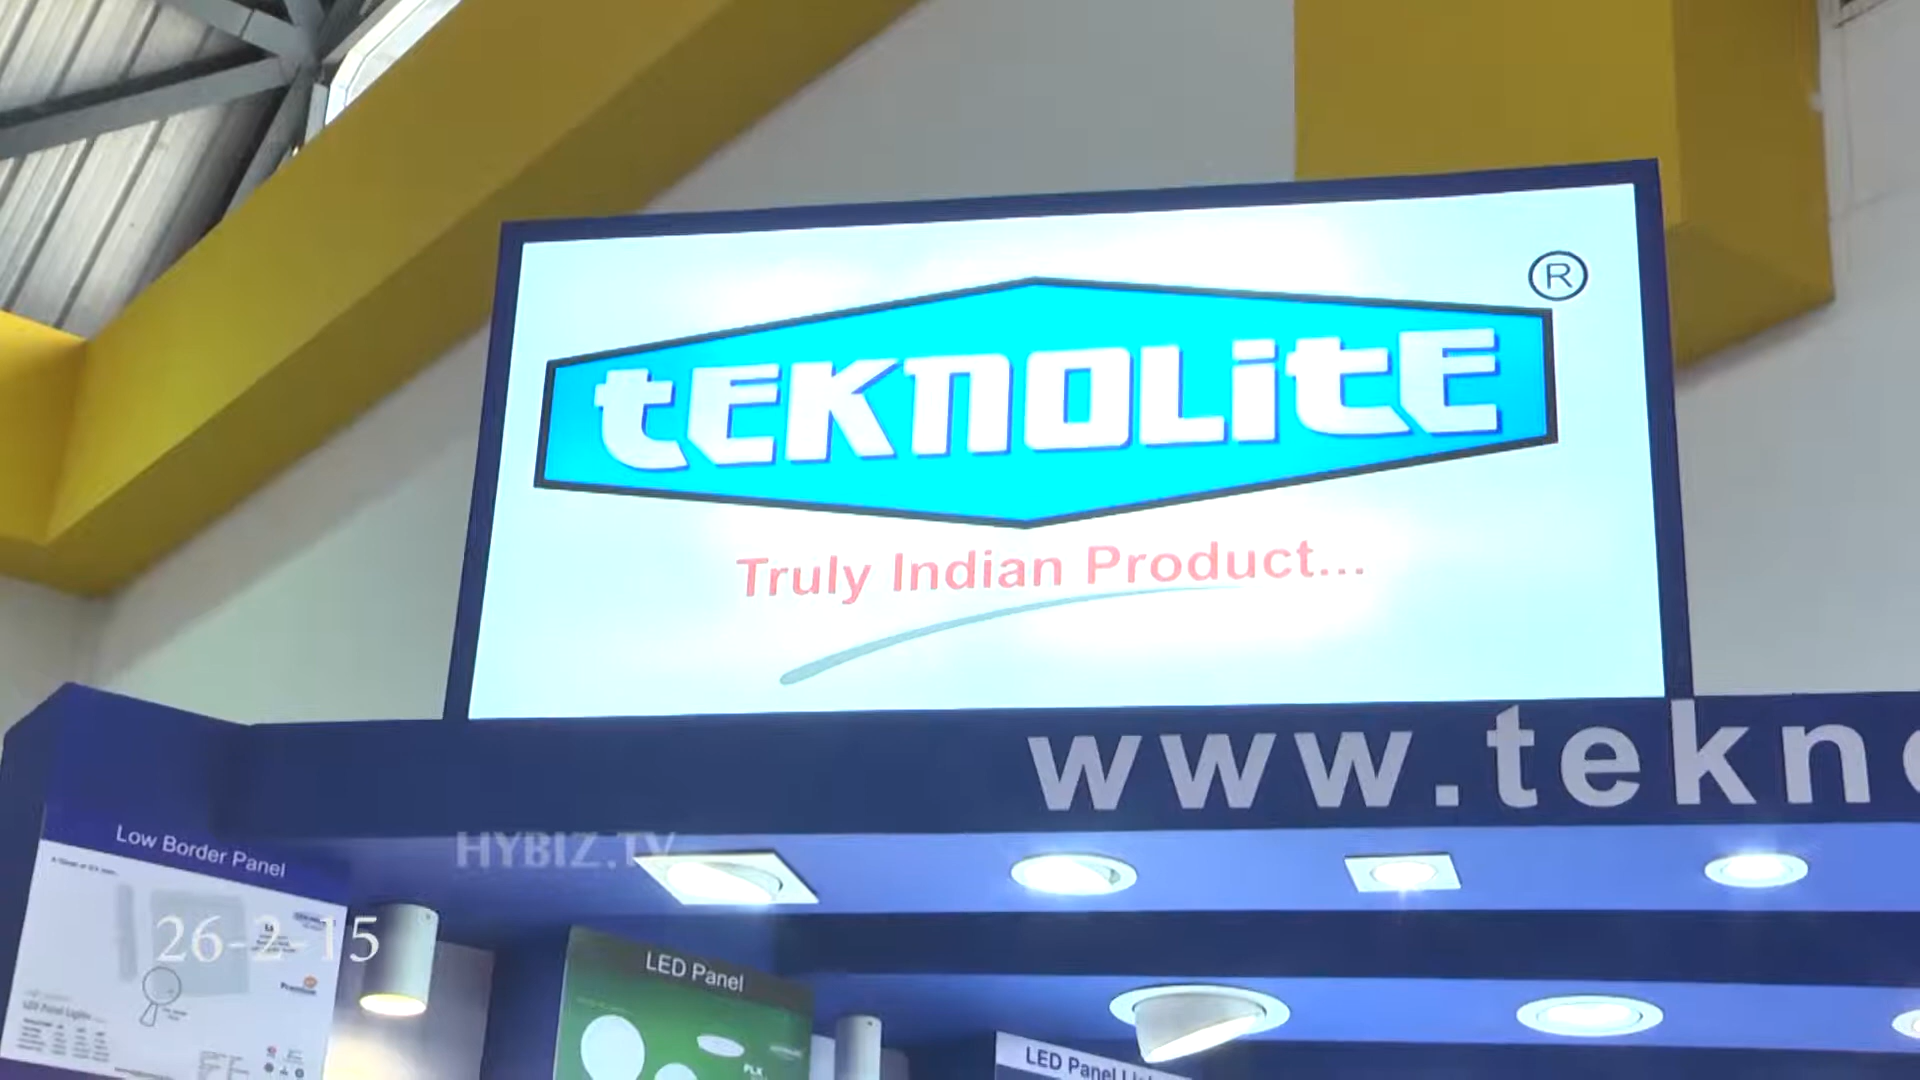 ®
tEKNOLitE
Truly Indian Product...
www.tekn
HYBIZ.TV
Low Border Panel
26-2-15
LED Panel
LED Panel